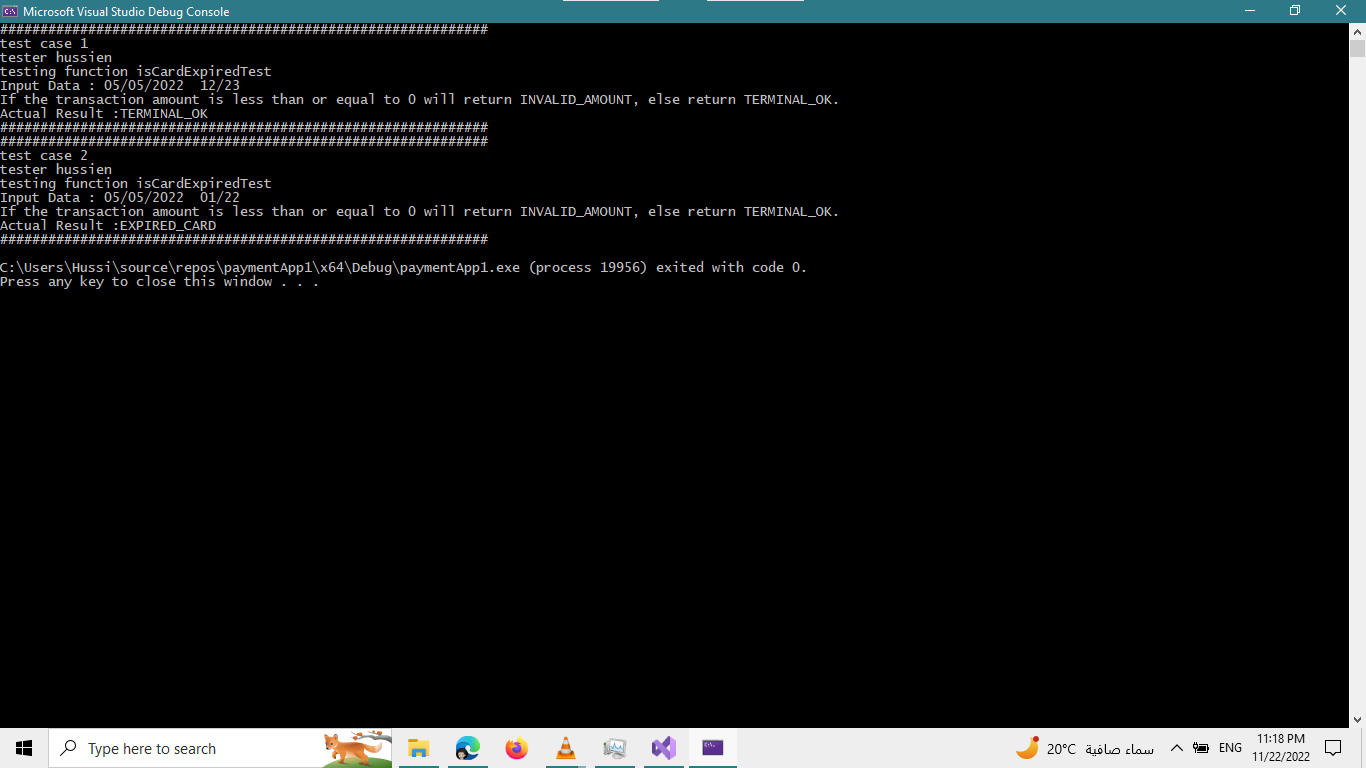 Microsoft Visual Studio Debug Console
#############################################################
test case 1
tester hussien
testing function isCardExpiredTest
Input Data : 05/05/2022  12/23
If the transaction amount is less than or equal to 0 will return INVALID_AMOUNT, else return TERMINAL_OK.
Actual Result :TERMINAL_OK
#############################################################
#############################################################
test case 2
tester hussien
testing function isCardExpiredTest
Input Data : 05/05/2022  01/22
If the transaction amount is less than or equal to 0 will return INVALID_AMOUNT, else return TERMINAL_OK.
Actual Result :EXPIRED_CARD
#############################################################
C:\Users\Hussi\source\repos\paymentApp1\x64\Debug\paymentApp1.exe (process 19956) exited with code 0.
Press any key to close this window . . .
Type here to search
20°C سماء صافية
ENG
11:18 PM
11/22/2022